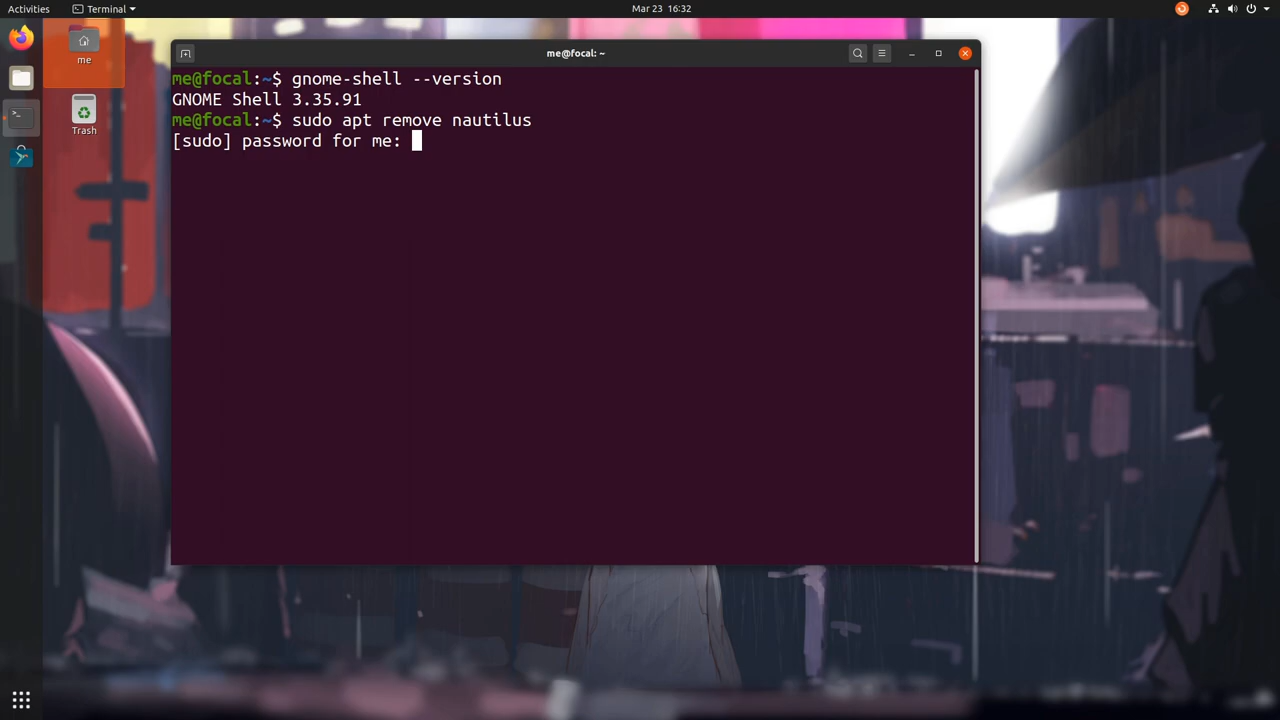 Activities
Terminal
Mar 23 16:32
me
Trash
me@focal: ~
me@focal:~$ gnome-shell --version
GNOME Shell 3.35.91
me@focal:~$ sudo apt remove nautilus
[sudo] password for me: